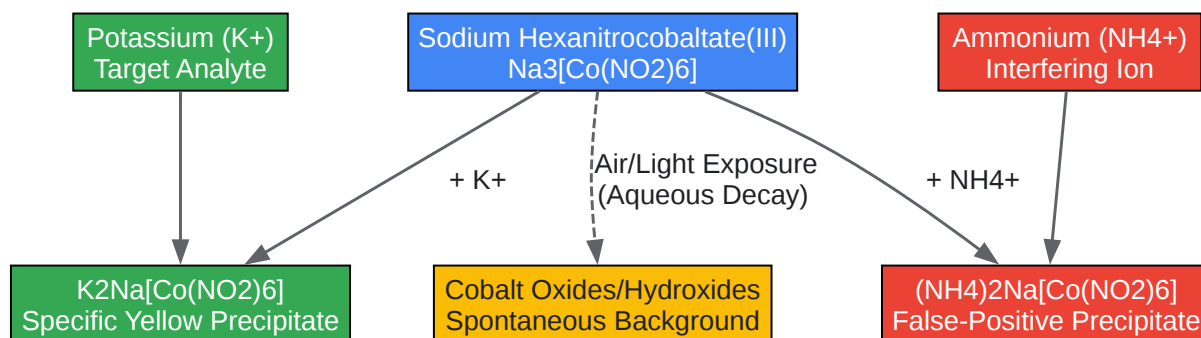 Potassium (K+)
Target Analyte
Sodium Hexanitrocobaltate(III)
Na3[Co(NO2)6]
Ammonium (NH4+)
Interfering Ion
+ K+
Air/Light Exposure
(Aqueous Decay)
+ NH4+
K2Na[Co(NO2)6]
Specific Yellow Precipitate
Cobalt Oxides/Hydroxides
Spontaneous Background
(NH4)2Na[Co(NO2)6]
False-Positive Precipitate